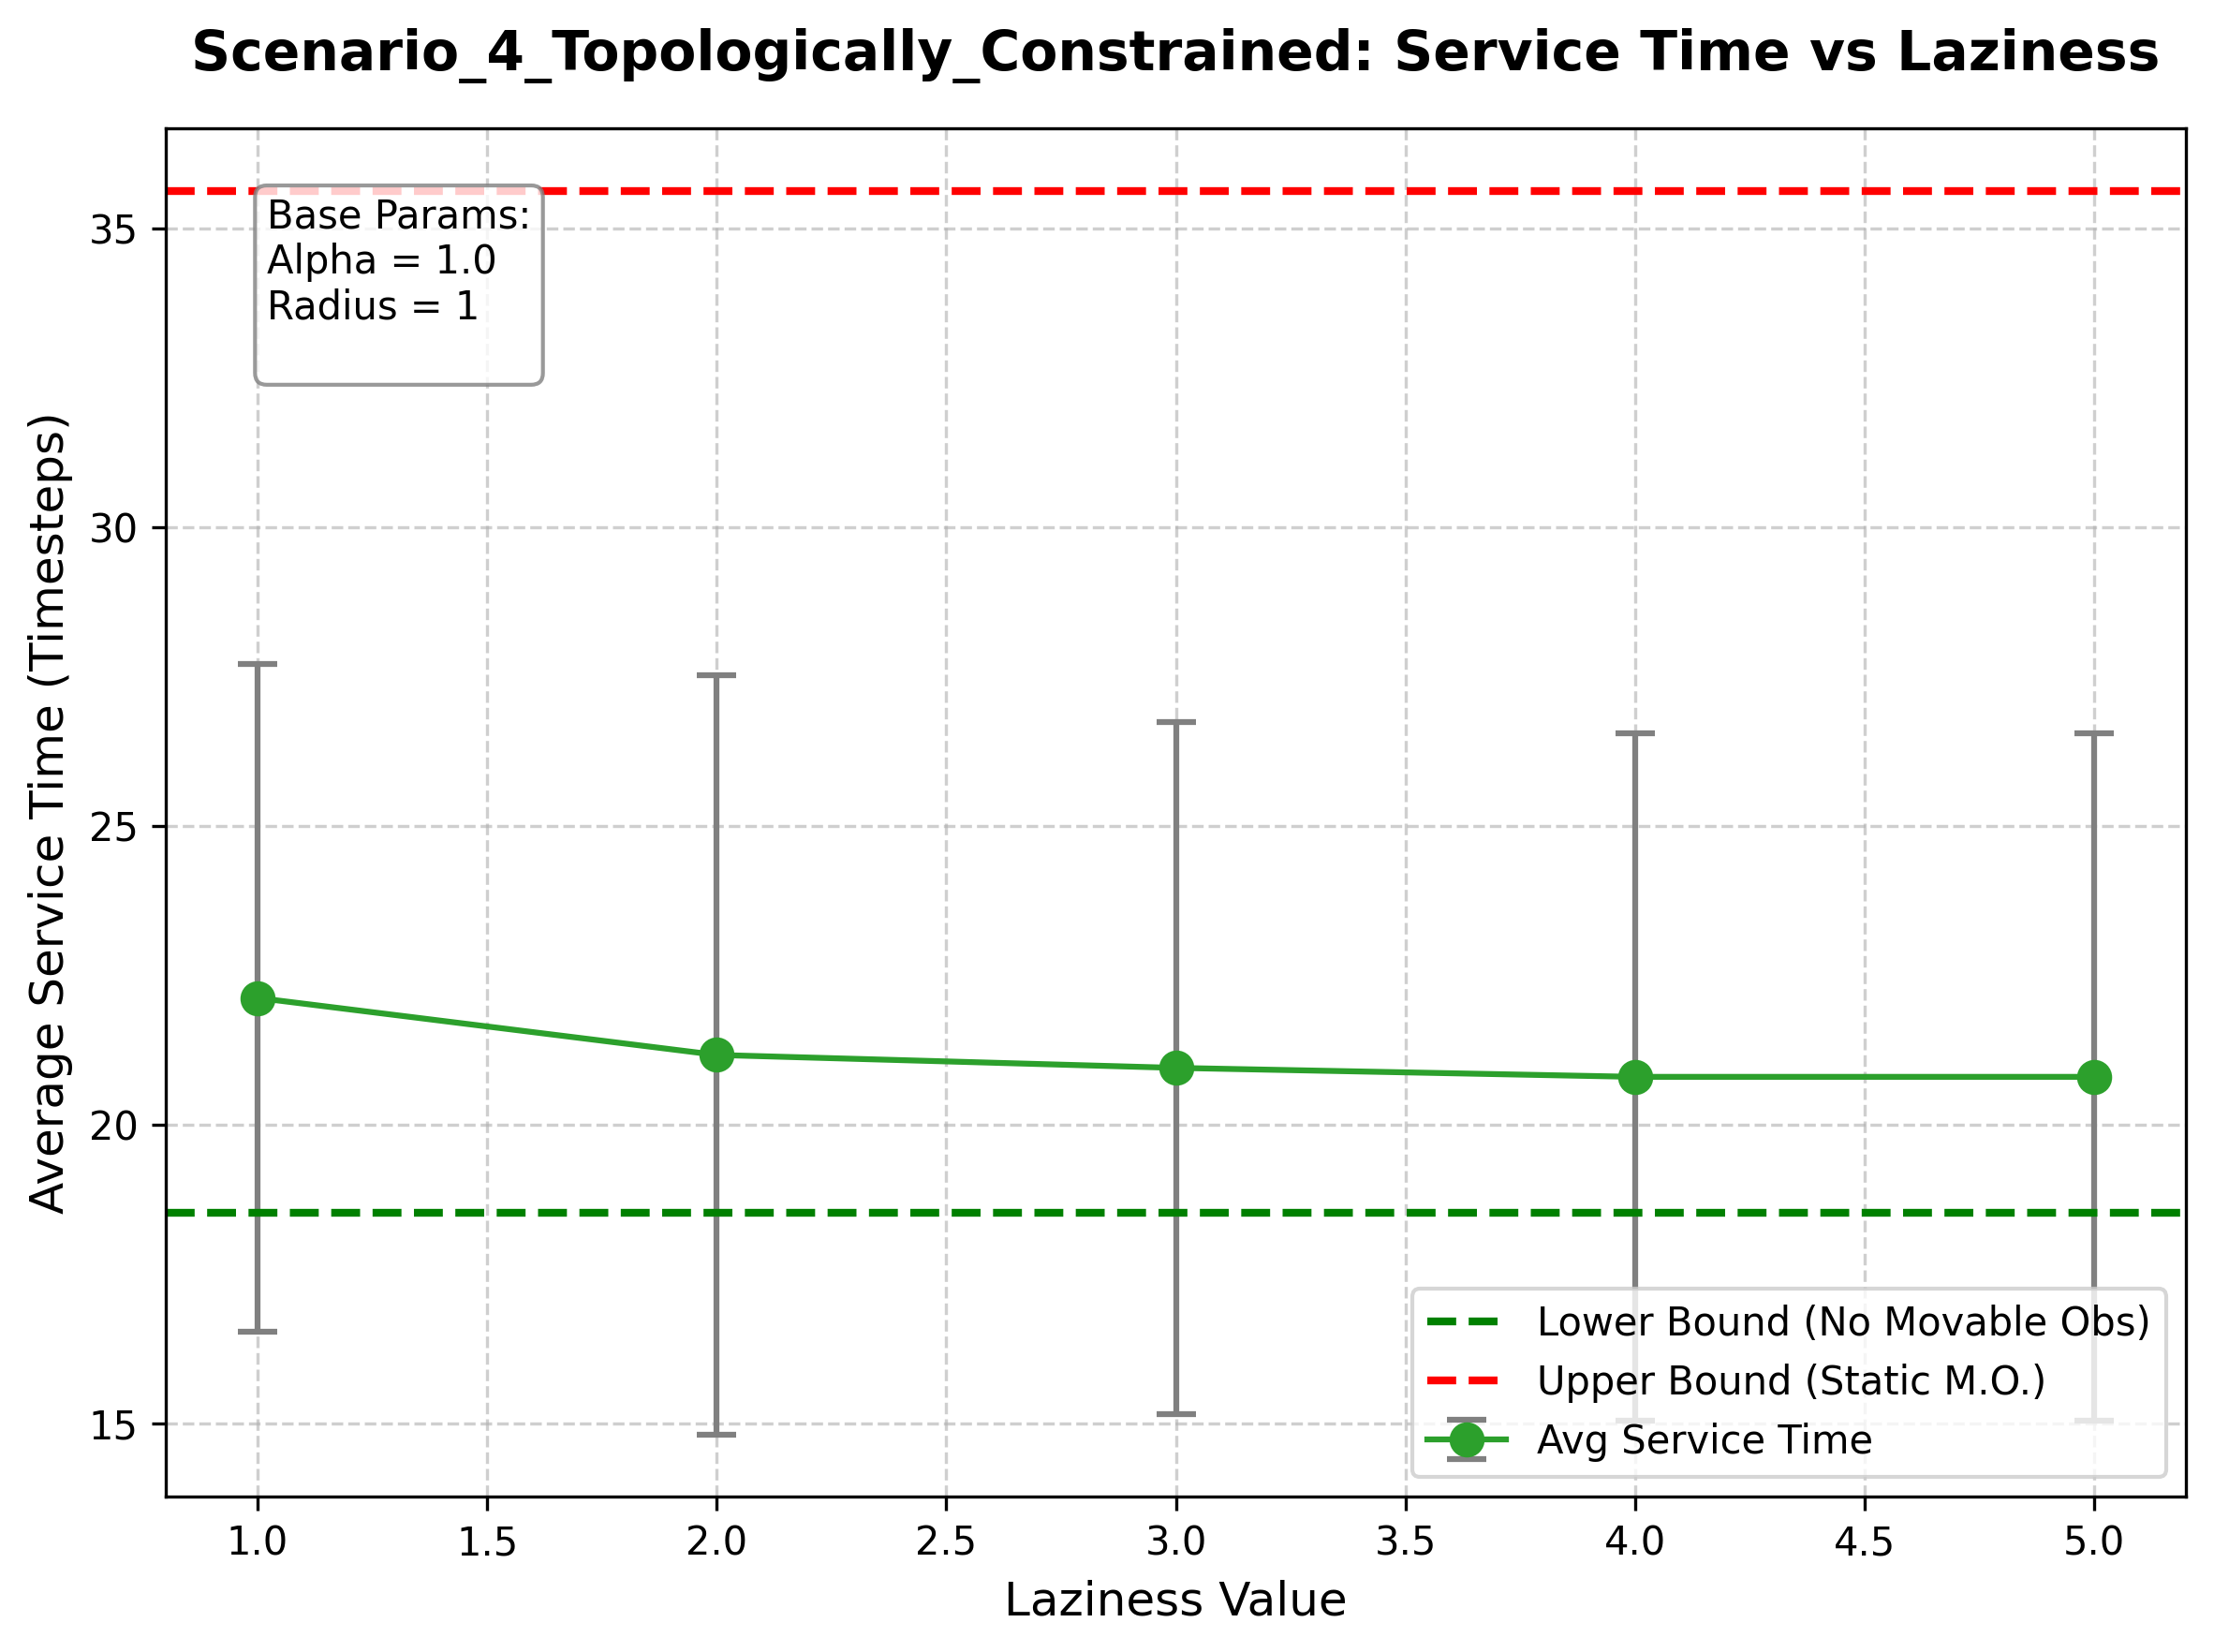 Scenario_4_Topologically_Constrained: Service Time vs Laziness
Base Params:
Alpha = 1.0
Radius = 1
Average Service Time (Timesteps)
35
30
25
20
15
Lower Bound (No Movable Obs)
Upper Bound (Static M.O.)
Avg Service Time
1.0 1.5 2.0 2.5 3.0 3.5 4.0 4.5 5.0
Laziness Value